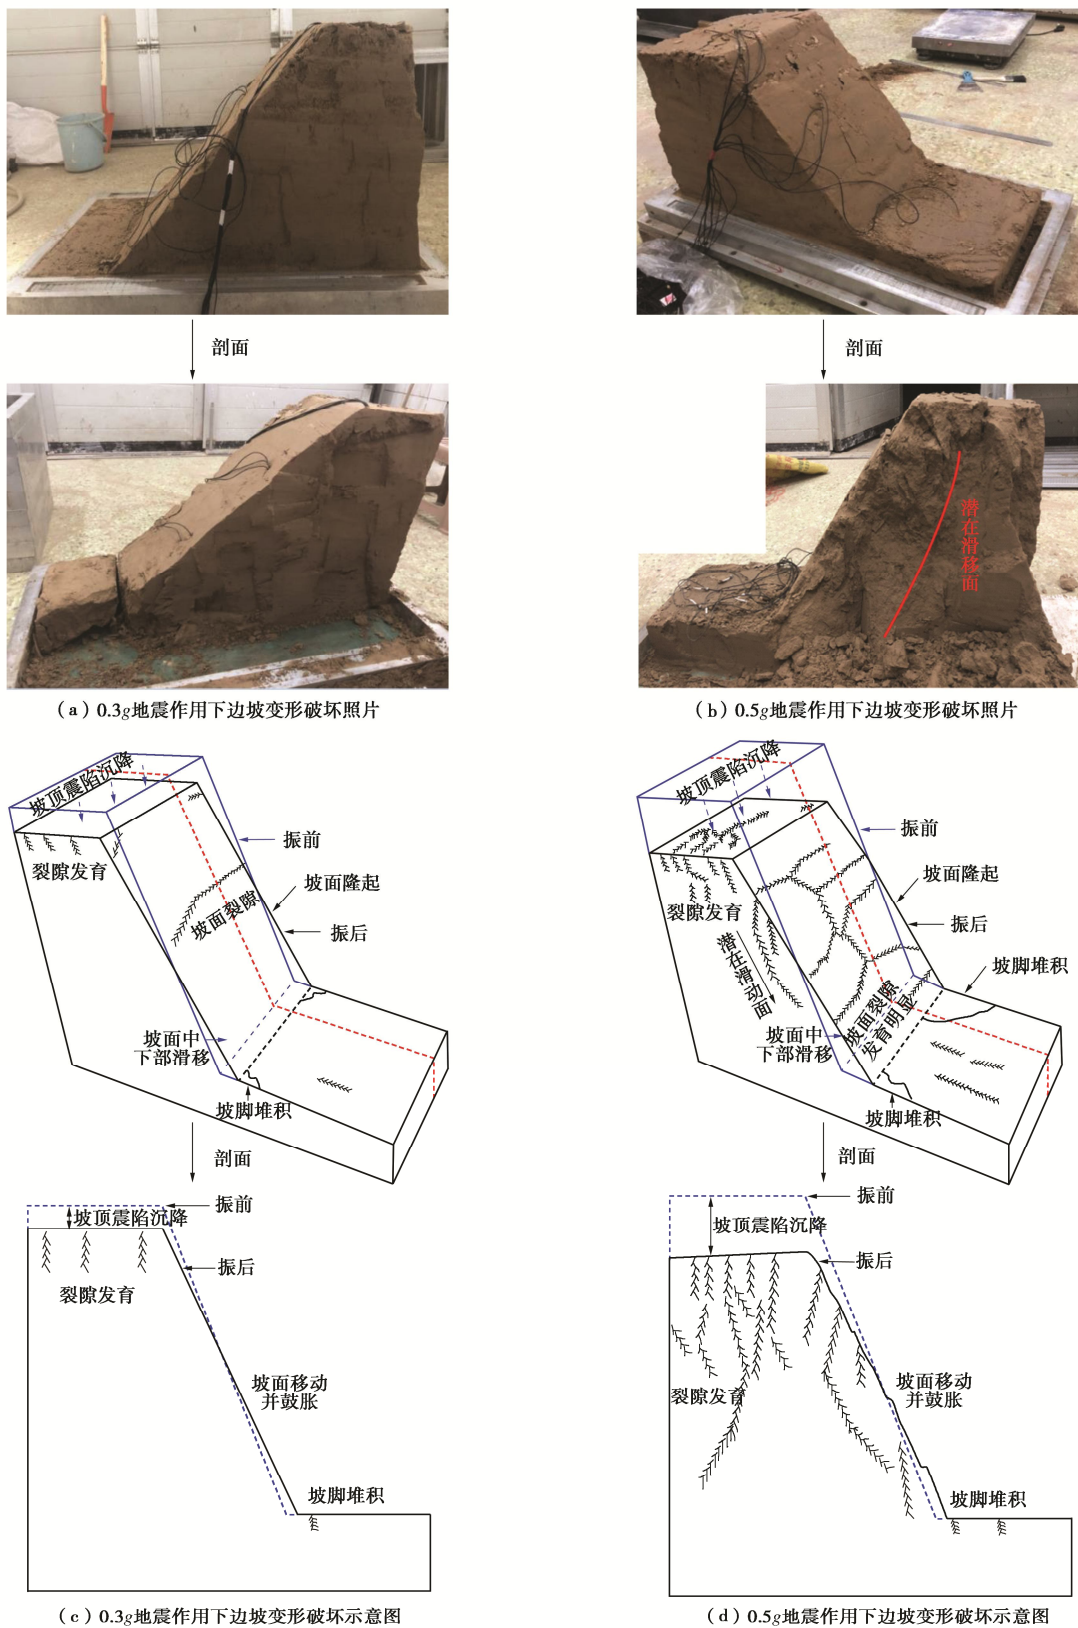 剖面
剖面
潜在滑移面
(a) 0.3g地震作用下边坡变形破坏照片
(b) 0.5g地震作用下边坡变形破坏照片
坡顶震陷沉降
裂隙发育
振前
坡面隆起
坡面裂隙
振后
坡面中
下部滑移
坡脚堆积
剖面
坡顶震陷沉降
振前
坡面隆起
裂隙发育
振后
潜在滑动面
坡脚堆积
坡面裂隙
发育明显
坡面中
下部滑移
坡脚堆积
剖面
振前
坡顶震陷沉降
振后
裂隙发育
坡面移动
并鼓胀
坡脚堆积
振前
坡顶震陷沉降
振后
裂隙发育
坡面移动
并鼓胀
坡脚堆积
(c) 0.3g地震作用下边坡变形破坏示意图
(d) 0.5g地震作用下边坡变形破坏示意图